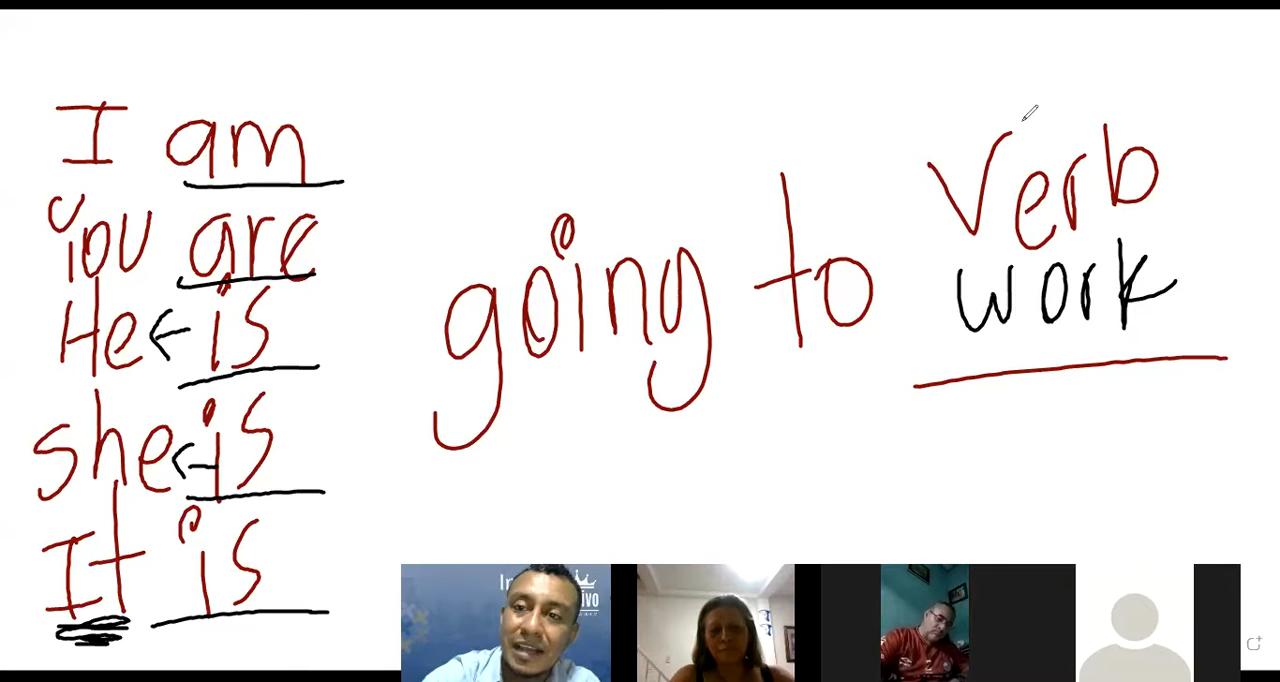 I am
you are
He is
she is
It is
going to
verb
work